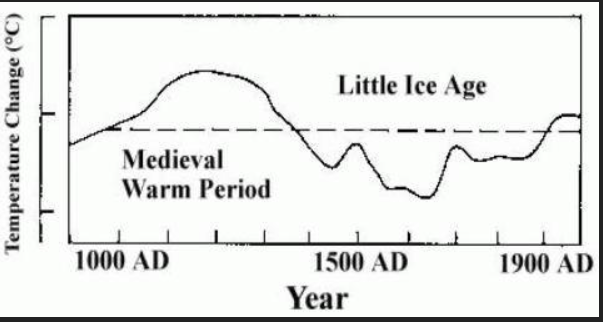 Temperature Change (°C)
Little Ice Age
Medieval
Warm Period
1000 AD 1500 AD 1900 AD
Year